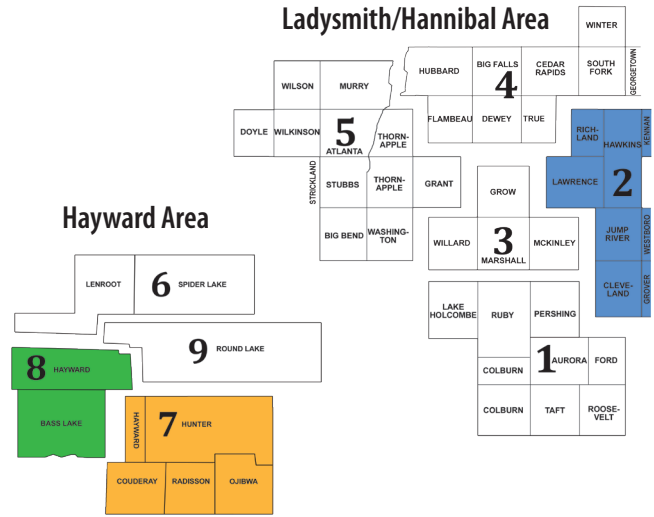 Ladysmith/Hannibal Area
WINTER
HUBBARD
BIG FALLS
CEDAR
RAPIDS
SOUTH
FORK
GEORGETOWN
4
FLAMBEAU
DEWEY
TRUE
WILSON
MURRY
DOYLE
WILKINSON
5
ATLANTA
THORN-
APPLE
STRICKLAND
STUBBS
THORN-
APPLE
GRANT
BIG BEND
WASHING-
TON
RICH-
LAND
HAWKINS
KENNAN
LAWRENCE
2
JUMP
RIVER
WESTBORD
CLEVE-
LAND
GROVER
GROW
WILLARD
3
MARSHALL
MCKINLEY
LAKE
HOLCOMBE
RUBY
PERSHING
1
AURORA
FORD
COLBURN
COLBURN
TAFT
ROOSE-
VELT
Hayward Area
LENROOT
6
SPIDER LAKE
9
ROUND LAKE
8
HAYWARD
BASS LAKE
HAYWARD
7
HUNTER
COUDERAY
RADISSON
OJIBWA